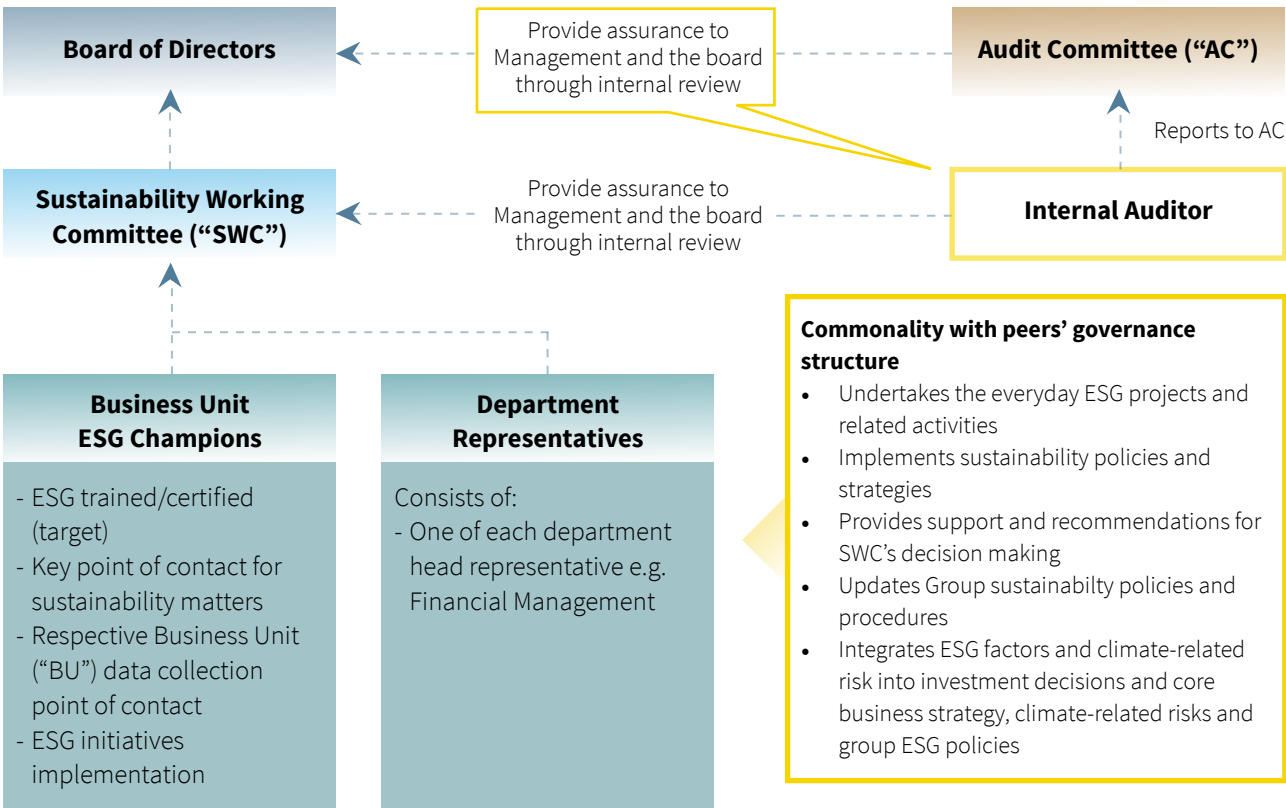 Board of Directors
Provide assurance to
Management and the board
through internal review
Audit Committee (“AC”)
Reports to AC
Sustainability Working
Committee (“SWC”)
Provide assurance to
Management and the board
through internal review
Internal Auditor
Business Unit
ESG Champions
- ESG trained/certified
(target)
- Key point of contact for
sustainability matters
- Respective Business Unit
(“BU”) data collection
point of contact
- ESG initiatives
implementation
Department
Representatives
Consists of:
- One of each department
head representative e.g.
Financial Management
Commonality with peers’ governance
structure
• Undertakes the everyday ESG projects and
related activities
• Implements sustainability policies and
strategies
• Provides support and recommendations for
SWC’s decision making
• Updates Group sustainabilty policies and
procedures
• Integrates ESG factors and climate-related
risk into investment decisions and core
business strategy, climate-related risks and
group ESG policies